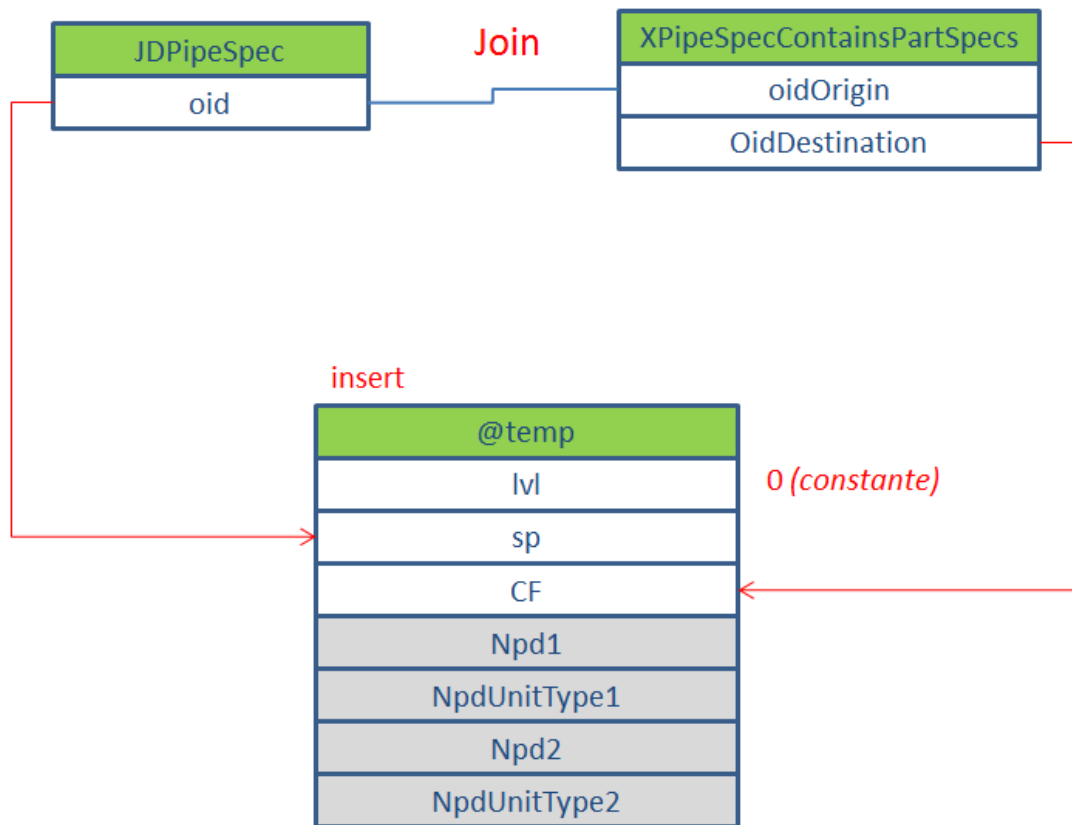 JDPipeSpec
oid
Join
XPipeSpecContainsPartSpecs
oidOrigin
OidDestination
insert
@temp
lvl
0 (constante)
sp
CF
Npd1
NpdUnitType1
Npd2
NpdUnitType2